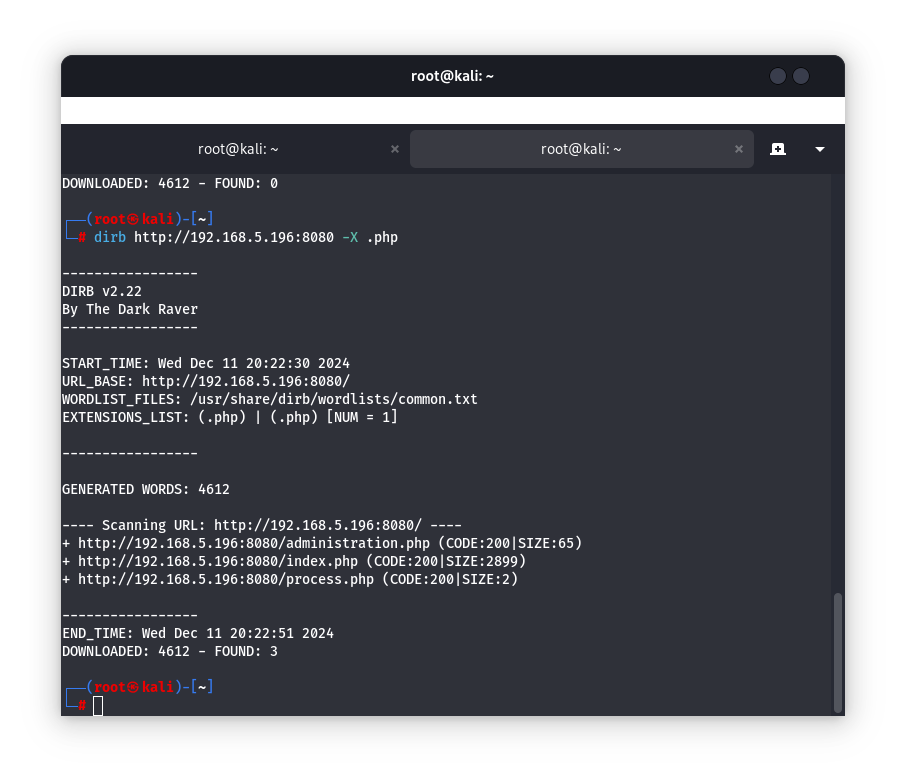 root@kali: ~
root@kali: ~ × root@kali: ~ ×
DOWNLOADED: 4612 - FOUND: 0
┌──(root㉿kali)-[~]
└─# dirb http://192.168.5.196:8080 -X .php
-----------------
DIRB v2.22
By The Dark Raver
-----------------
START_TIME: Wed Dec 11 20:22:30 2024
URL_BASE: http://192.168.5.196:8080/
WORDLIST_FILES: /usr/share/dirb/wordlists/common.txt
EXTENSIONS_LIST: (.php) | (.php) [NUM = 1]
-----------------
GENERATED WORDS: 4612
---- Scanning URL: http://192.168.5.196:8080/ ----
+ http://192.168.5.196:8080/administration.php (CODE:200|SIZE:65)
+ http://192.168.5.196:8080/index.php (CODE:200|SIZE:2899)
+ http://192.168.5.196:8080/process.php (CODE:200|SIZE:2)
-----------------
END_TIME: Wed Dec 11 20:22:51 2024
DOWNLOADED: 4612 - FOUND: 3
┌──(root㉿kali)-[~]
└─#